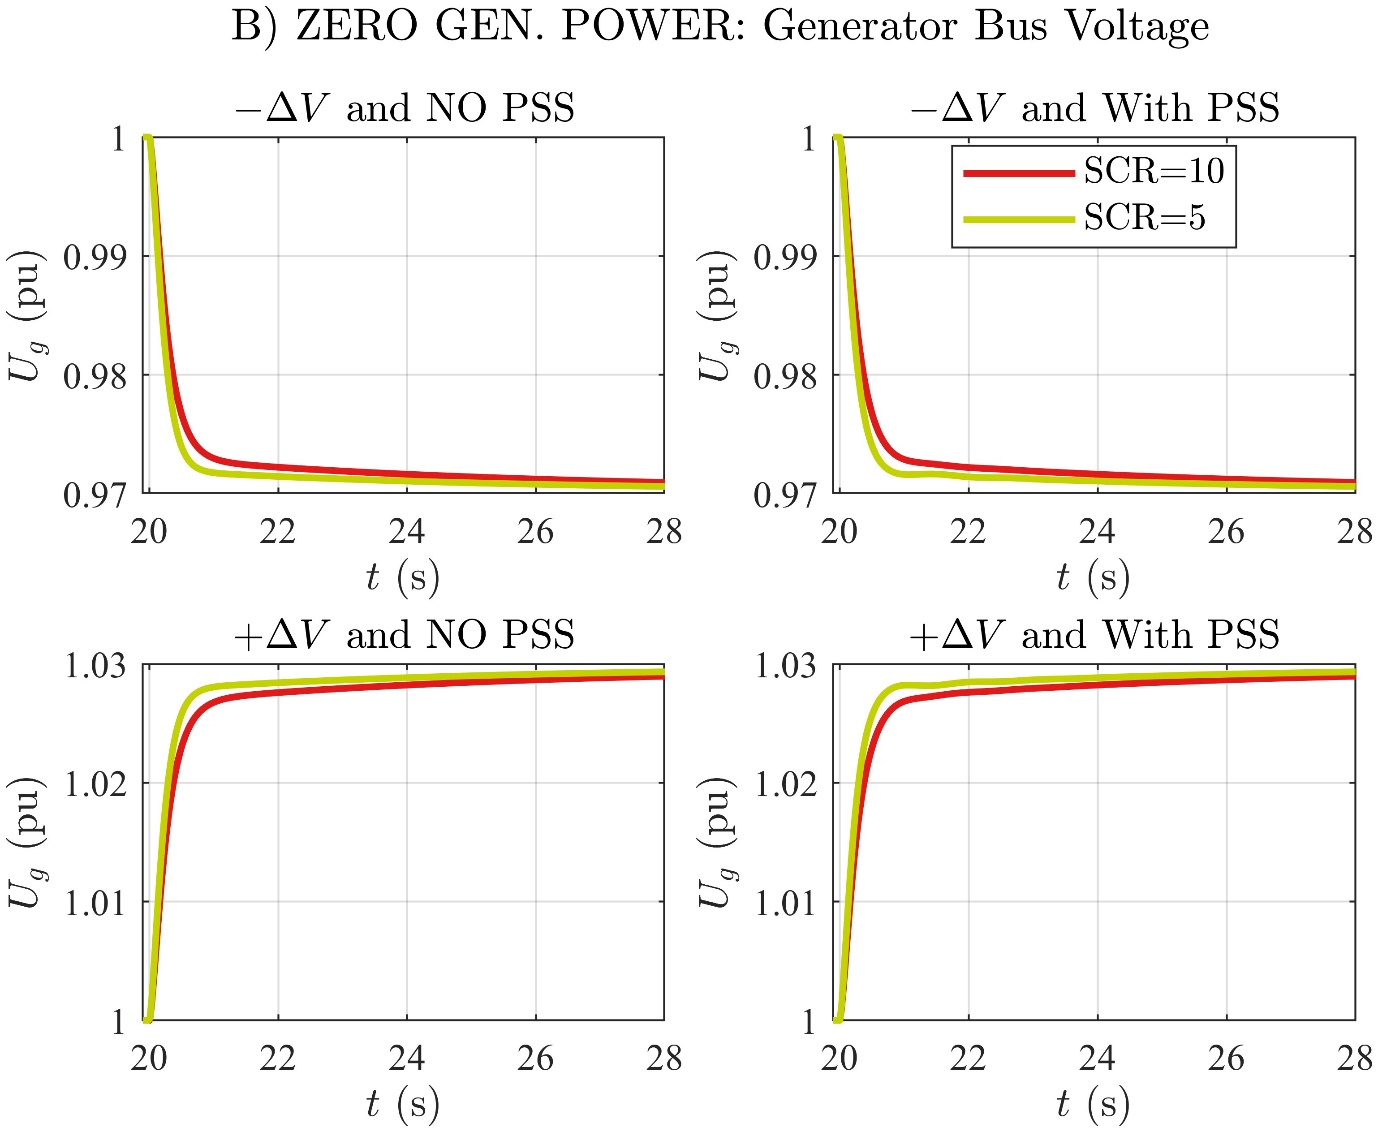 B) ZERO GEN. POWER: Generator Bus Voltage
−ΔV and NO PSS
1
0.99
0.98
0.97
U_g (pu)
20 22 24 26 28
t (s)
−ΔV and With PSS
SCR=10
SCR=5
1
0.99
0.98
0.97
U_g (pu)
20 22 24 26 28
t (s)
+ΔV and NO PSS
1.03
1.02
1.01
1
U_g (pu)
20 22 24 26 28
t (s)
+ΔV and With PSS
1.03
1.02
1.01
1
U_g (pu)
20 22 24 26 28
t (s)